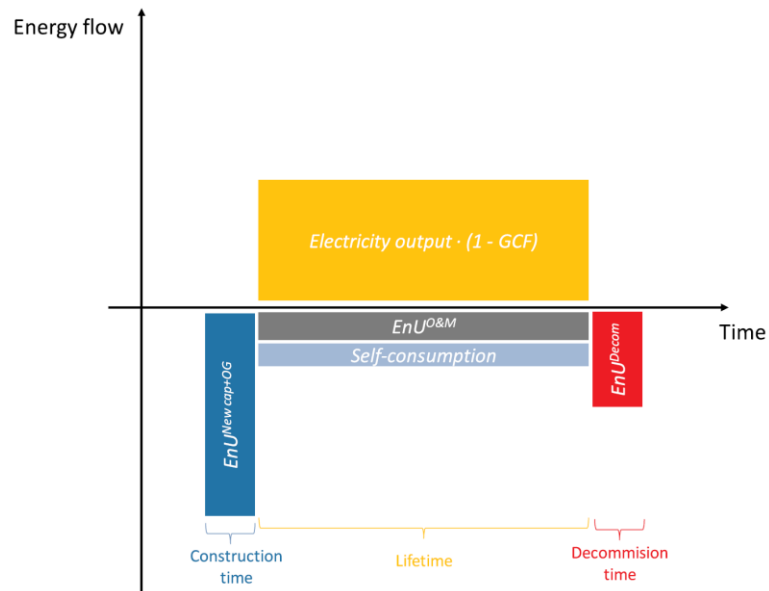 Energy flow
Electricity output · (1 - GCF)
Time
EnU^O&M
Self-consumption
EnU^New cap+OG
EnU^Decom
Construction
time
Lifetime
Decommision
time